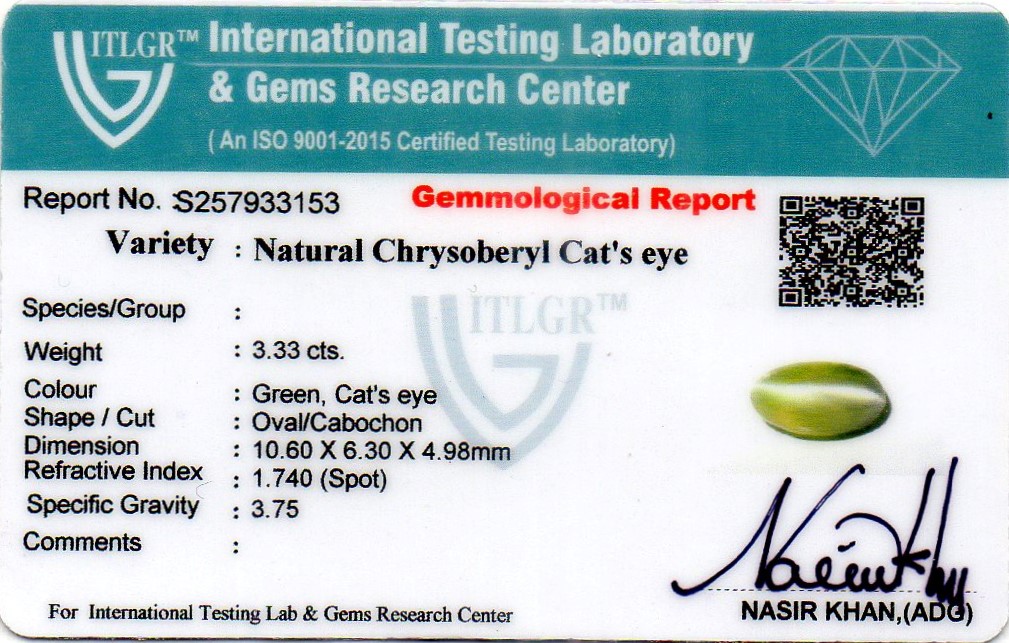 ITLGR™ International Testing Laboratory
& Gems Research Center
( An ISO 9001-2015 Certified Testing Laboratory)
Report No. :S257933153 Gemmological Report
Variety : Natural Chrysoberyl Cat's eye
ITLGR™
Species/Group :
Weight : 3.33 cts.
Colour : Green, Cat's eye
Shape / Cut : Oval/Cabochon
Dimension : 10.60 X 6.30 X 4.98mm
Refractive Index : 1.740 (Spot)
Specific Gravity : 3.75
Comments :
For International Testing Lab & Gems Research Center
NASIR KHAN,(ADG)